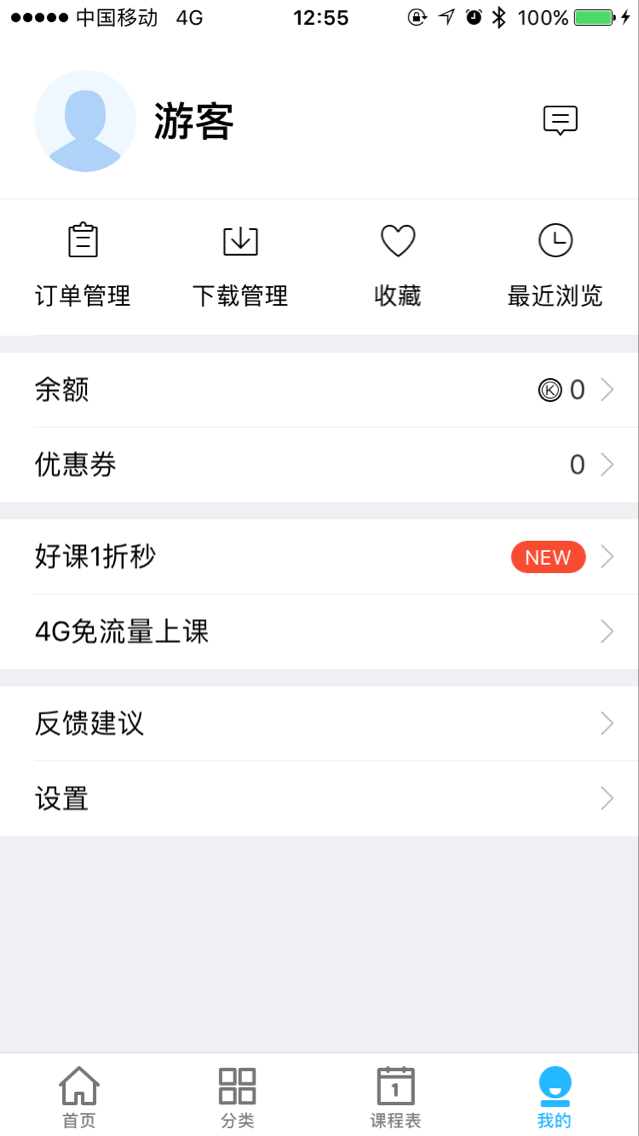 中国移动 4G 12:55 100%
游客
订单管理 下载管理 收藏 最近浏览
余额 K 0
优惠券 0
好课1折秒 NEW
4G免流量上课
反馈建议
设置
1
首页 分类 课程表 我的